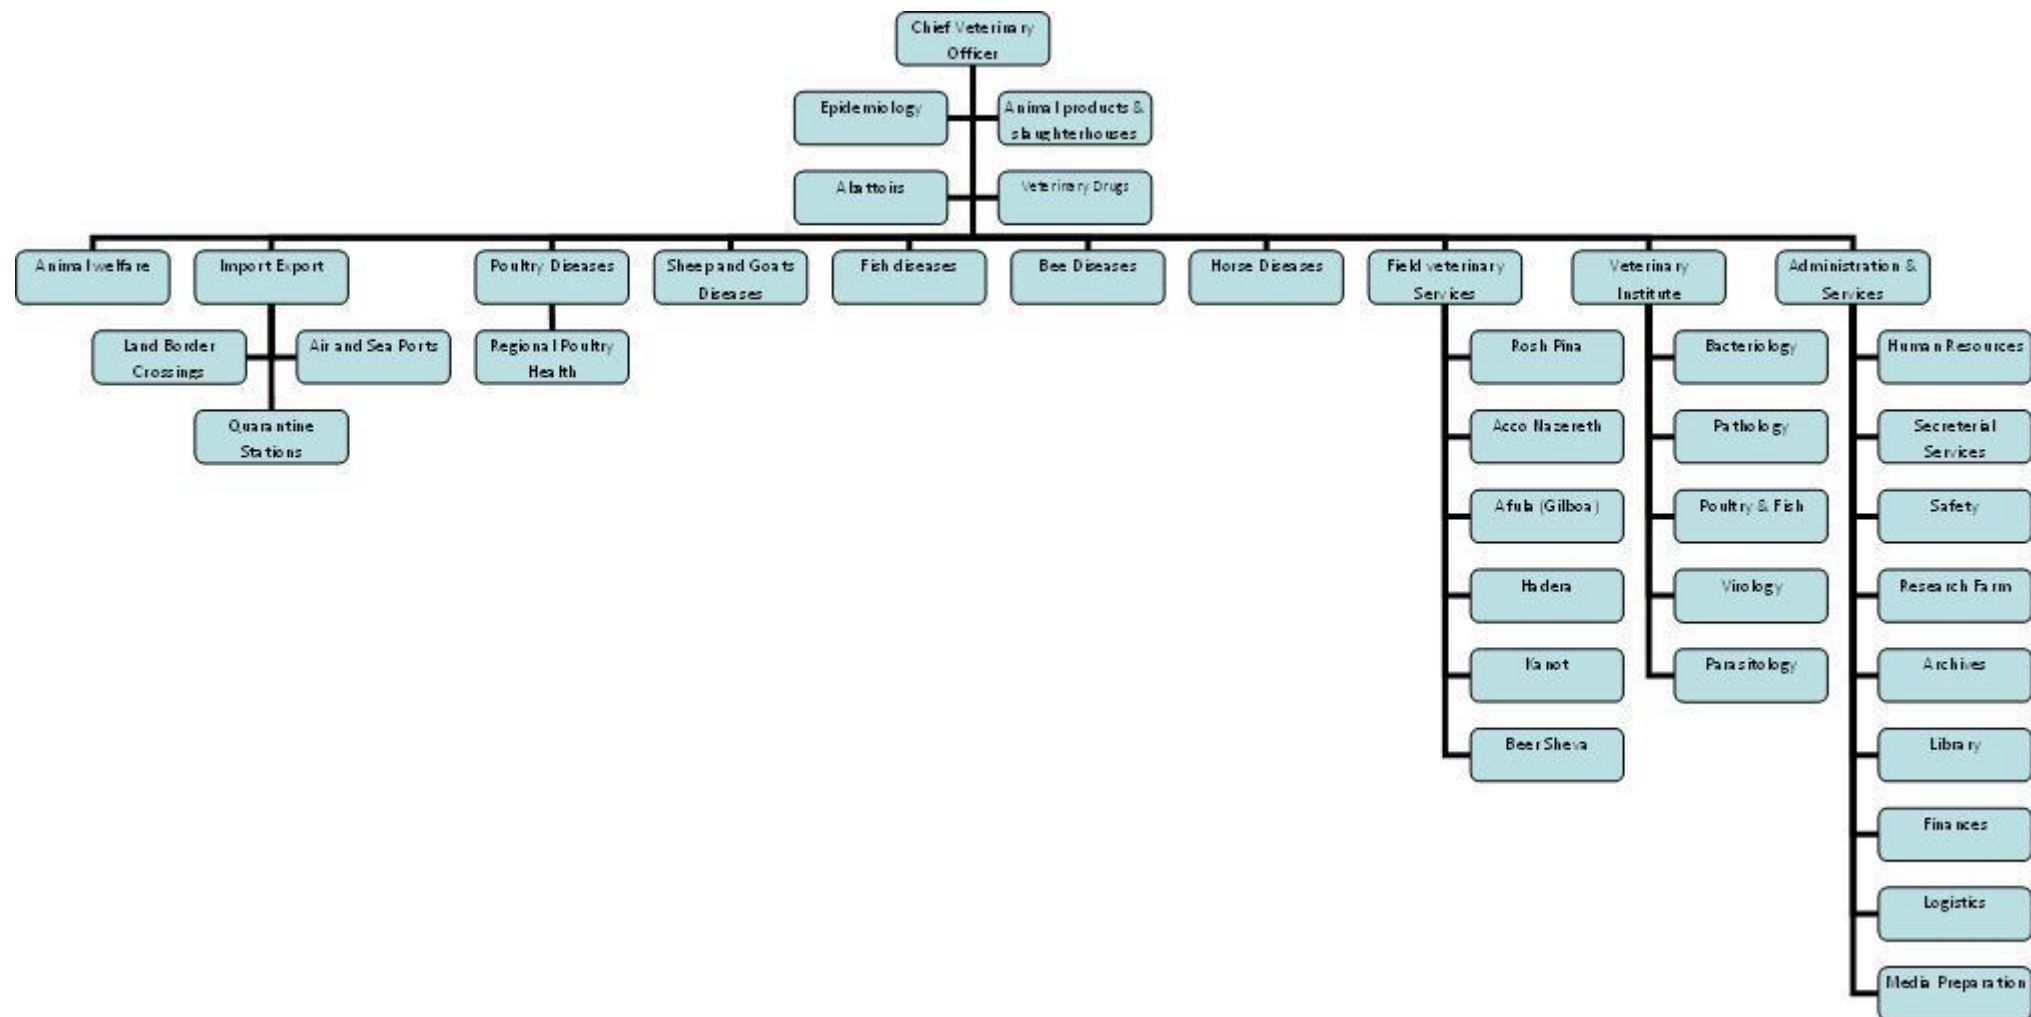 Chief Veterinary
Officer
Epidemiology
Animal products &
slaughterhouses
Abattoirs
Veterinary Drugs
Animal welfare
Import Export
Poultry Diseases
Sheep and Goats
Diseases
Fish diseases
Bee Diseases
Horse Diseases
Field veterinary
Services
Veterinary
Institute
Administration &
Services
Land Border
Crossings
Air and Sea Ports
Quarantine
Stations
Regional Poultry
Health
Rosh Pina
Acco Nazereth
Afula (Gilboa)
Hadera
Kanot
Beer Sheva
Bacteriology
Pathology
Poultry & Fish
Virology
Parasitology
Human Resources
Secreterial
Services
Safety
Research Farm
Archives
Library
Finances
Logistics
Media Preparation